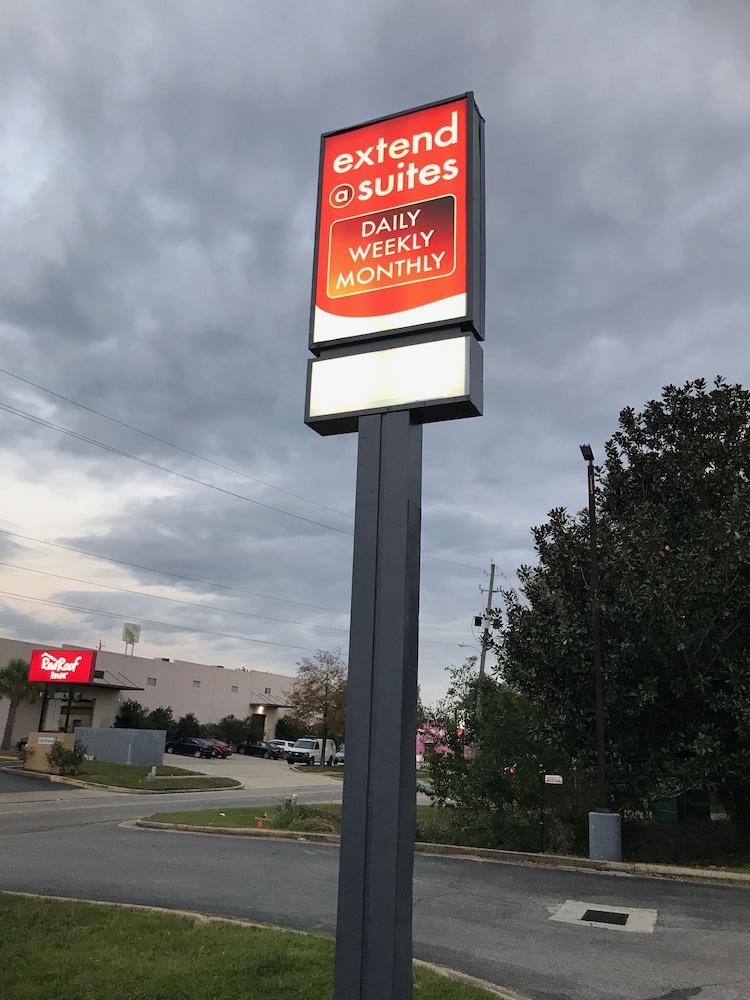 extend
a suites
DAILY
WEEKLY
MONTHLY
Red Roof
Inn